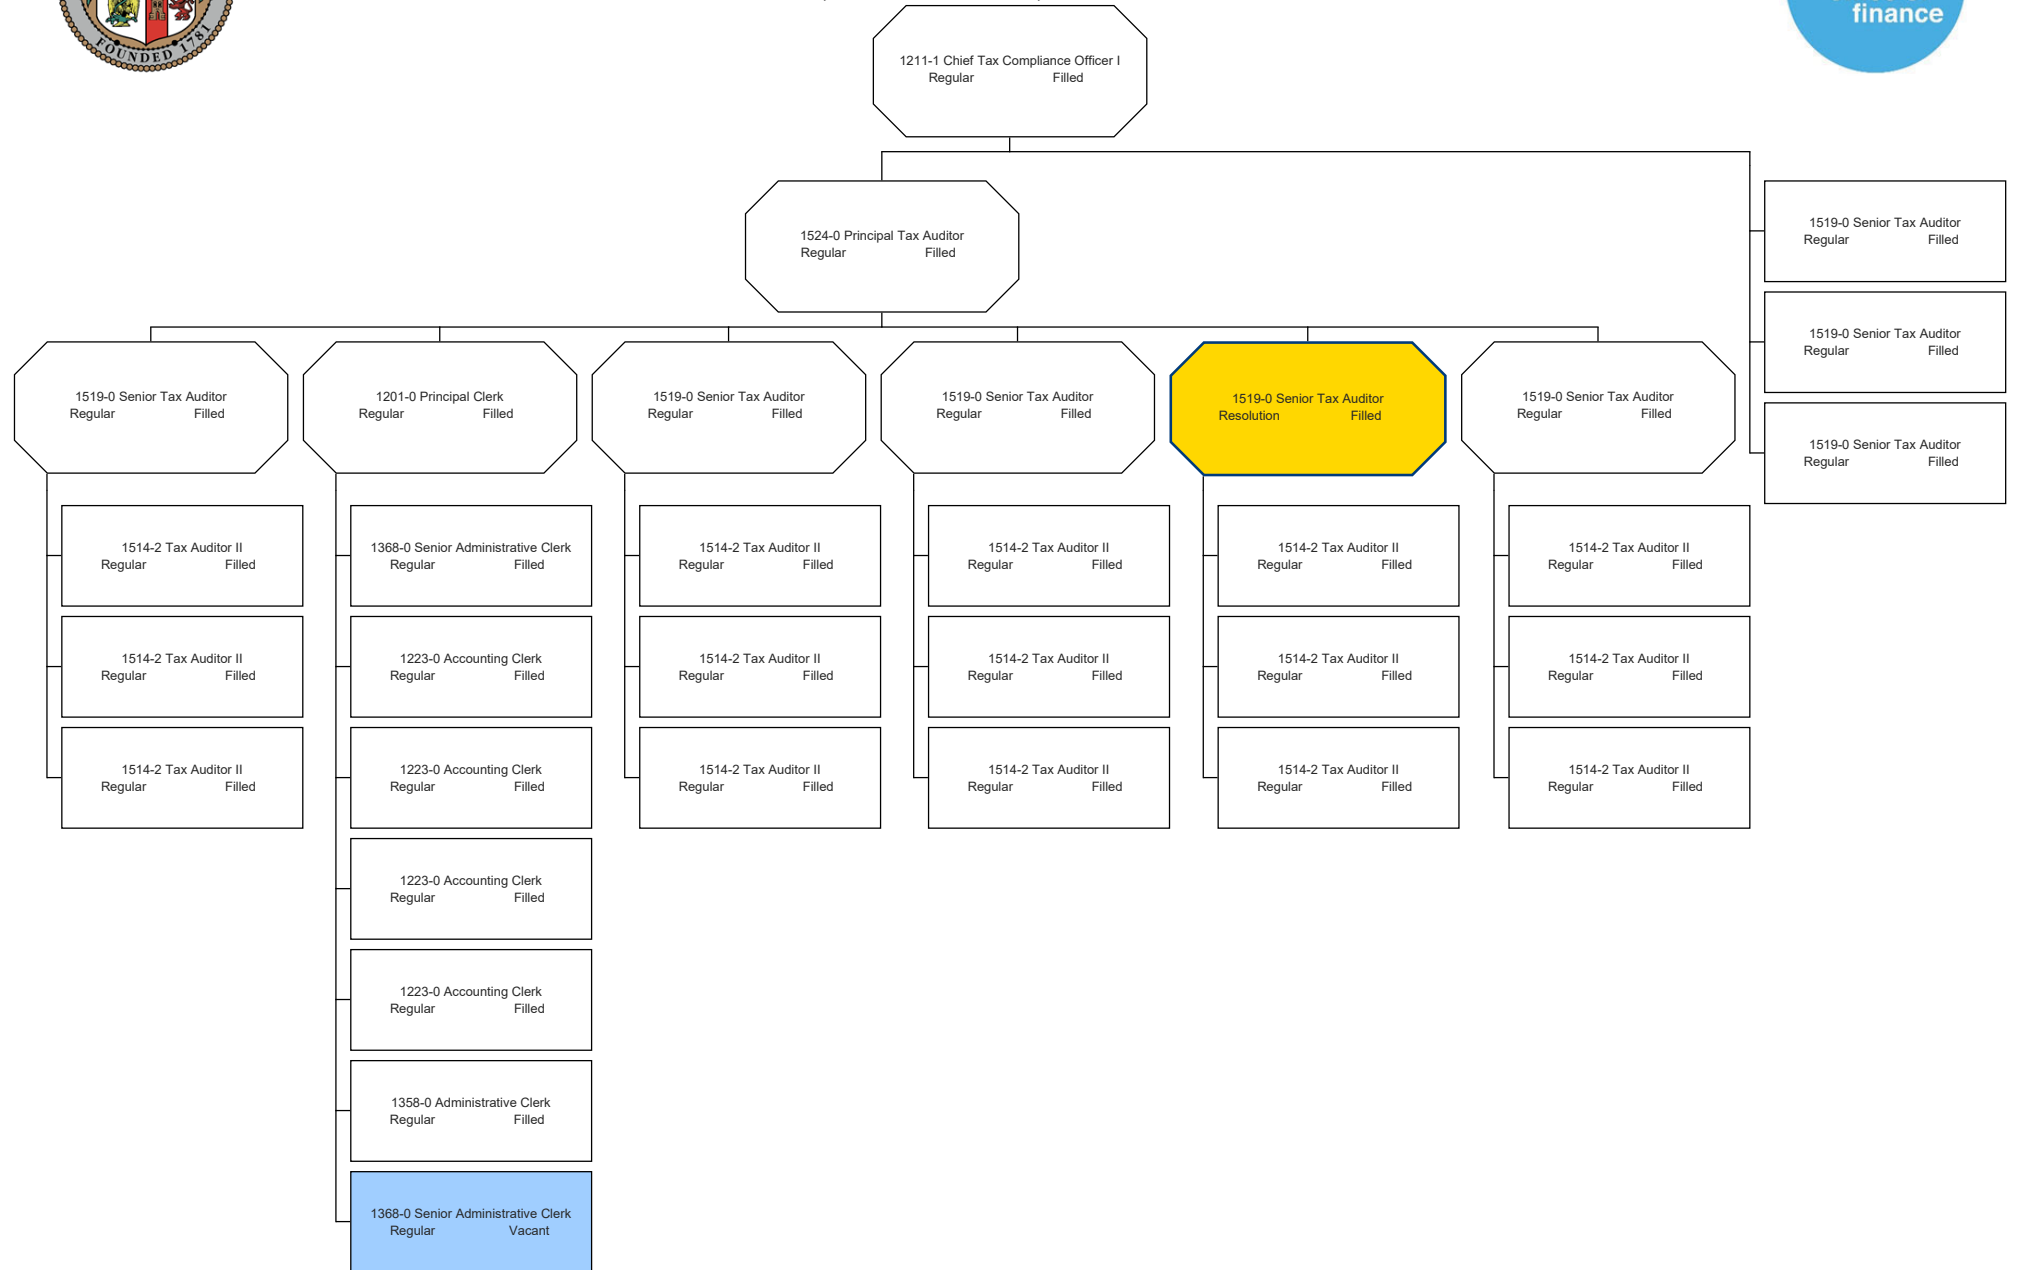 FOUNDED 1781
finance
1211-1 Chief Tax Compliance Officer I
Regular Filled
1524-0 Principal Tax Auditor
Regular Filled
1519-0 Senior Tax Auditor
Regular Filled
1519-0 Senior Tax Auditor
Regular Filled
1519-0 Senior Tax Auditor
Regular Filled
1519-0 Senior Tax Auditor
Regular Filled
1201-0 Principal Clerk
Regular Filled
1519-0 Senior Tax Auditor
Regular Filled
1519-0 Senior Tax Auditor
Regular Filled
1519-0 Senior Tax Auditor
Resolution Filled
1519-0 Senior Tax Auditor
Regular Filled
1514-2 Tax Auditor II
Regular Filled
1514-2 Tax Auditor II
Regular Filled
1514-2 Tax Auditor II
Regular Filled
1368-0 Senior Administrative Clerk
Regular Filled
1223-0 Accounting Clerk
Regular Filled
1223-0 Accounting Clerk
Regular Filled
1223-0 Accounting Clerk
Regular Filled
1223-0 Accounting Clerk
Regular Filled
1358-0 Administrative Clerk
Regular Filled
1368-0 Senior Administrative Clerk
Regular Vacant
1514-2 Tax Auditor II
Regular Filled
1514-2 Tax Auditor II
Regular Filled
1514-2 Tax Auditor II
Regular Filled
1514-2 Tax Auditor II
Regular Filled
1514-2 Tax Auditor II
Regular Filled
1514-2 Tax Auditor II
Regular Filled
1514-2 Tax Auditor II
Regular Filled
1514-2 Tax Auditor II
Regular Filled
1514-2 Tax Auditor II
Regular Filled
1514-2 Tax Auditor II
Regular Filled
1514-2 Tax Auditor II
Regular Filled
1514-2 Tax Auditor II
Regular Filled